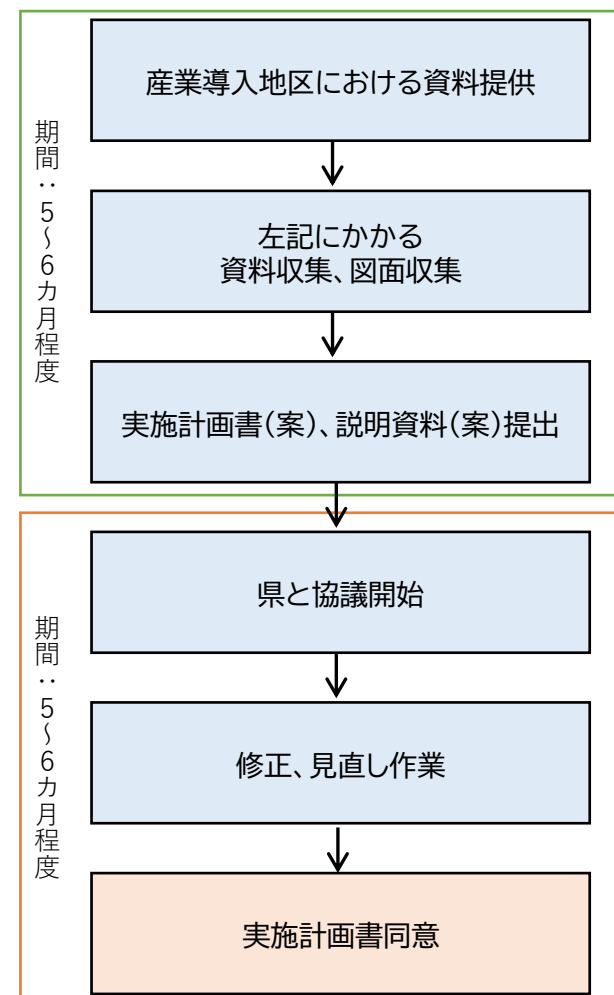 期間：5～6カ月程度
産業導入地区における資料提供
左記にかかる
資料収集、図面収集
実施計画書（案）、説明資料（案）提出
期間：5～6カ月程度
県と協議開始
修正、見直し作業
実施計画書同意